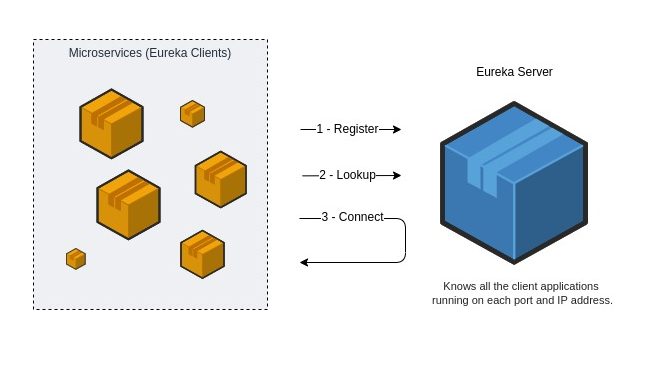 Microservices (Eureka Clients)
Eureka Server
1 - Register
2 - Lookup
3 - Connect
Knows all the client applications
running on each port and IP address.